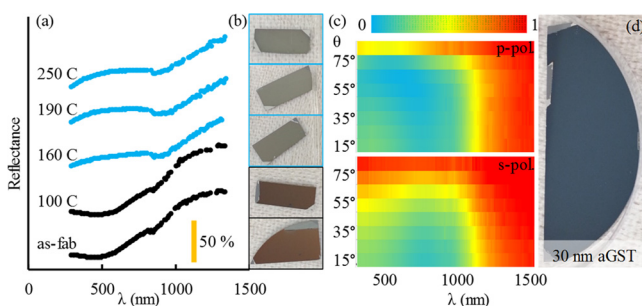 (a)
Reflectance
250 C
190 C
160 C
100 C
as-fab
50 %
500 1000 1500
λ (nm)
(b)
(c)
0 1
θ
p-pol.
75°
55°
35°
15°
s-pol.
75°
55°
35°
15°
500 1000 1500
λ (nm)
(d)
30 nm aGST